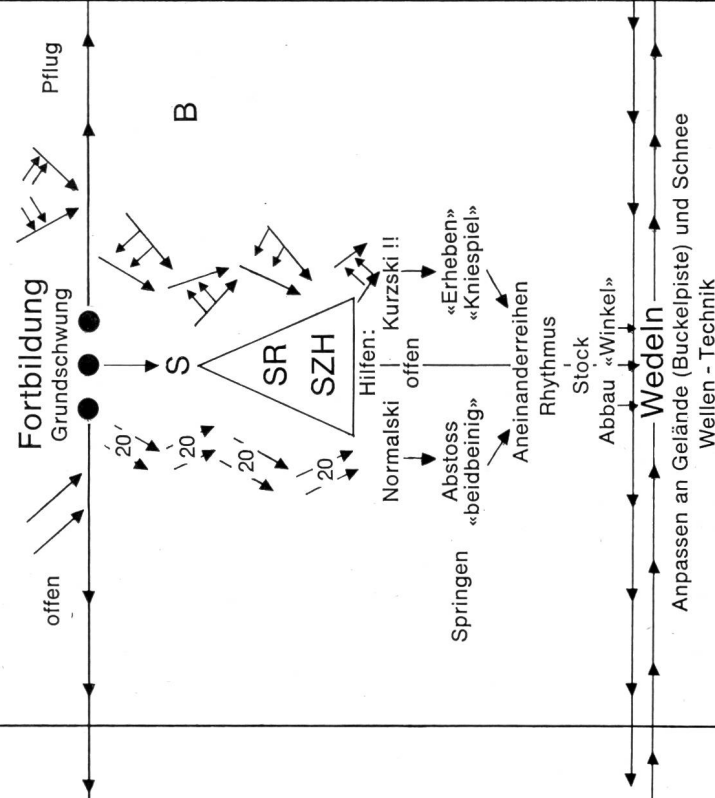 Fortbildung
Grundschwung
offen
Pflug
B
S
20
20
20
20
SR
SZH
Hilfen:
Normalski
offen
Kurzski !!
Springen
Abstoss
«beidbeinig»
«Erheben»
«Kniespiel»
Aneinanderreihen
Rhythmus
Stock
Abbau «Winkel»
Wedeln
Anpassen an Gelände (Buckelpiste) und Schnee
Wellen - Technik